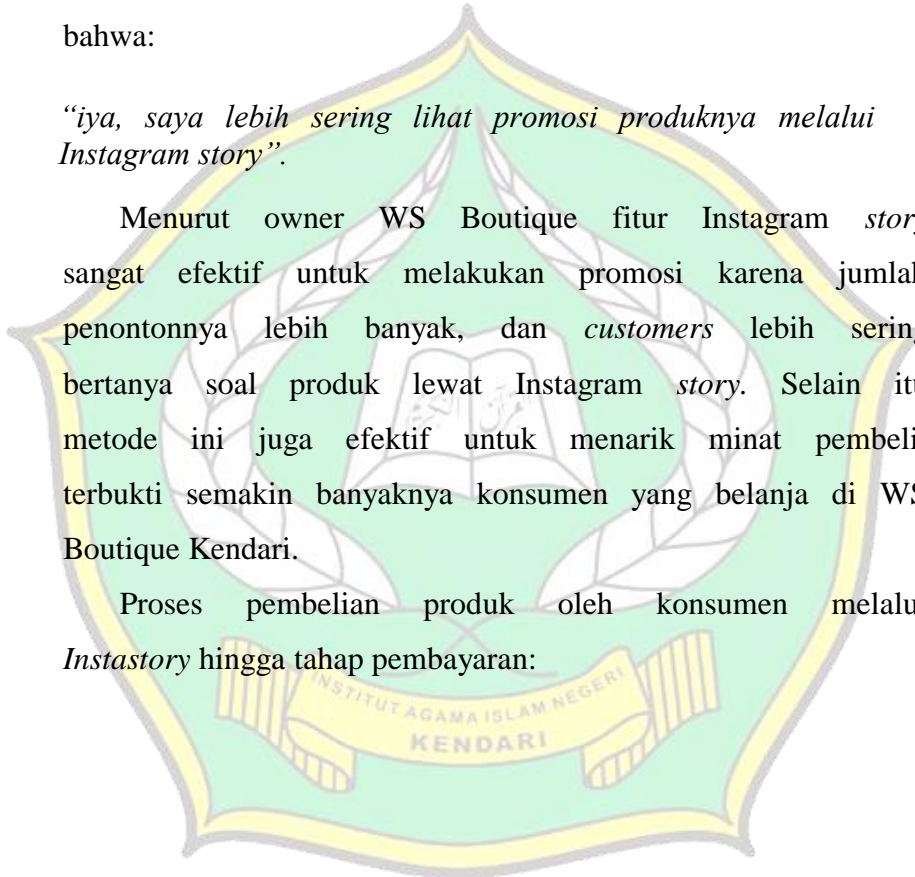 bahwa:
“iya, saya lebih sering lihat promosi produknya melalui
Instagram story”.
Menurut owner WS Boutique fitur Instagram story
sangat efektif untuk melakukan promosi karena jumlah
penontonnya lebih banyak, dan customers lebih sering
bertanya soal produk lewat Instagram story. Selain itu
metode ini juga efektif untuk menarik minat pembeli
terbukti semakin banyaknya konsumen yang belanja di WS
Boutique Kendari.
Proses pembelian produk oleh konsumen melalui
Instastory hingga tahap pembayaran:
INSTITUT AGAMA ISLAM NEGERI
KENDARI